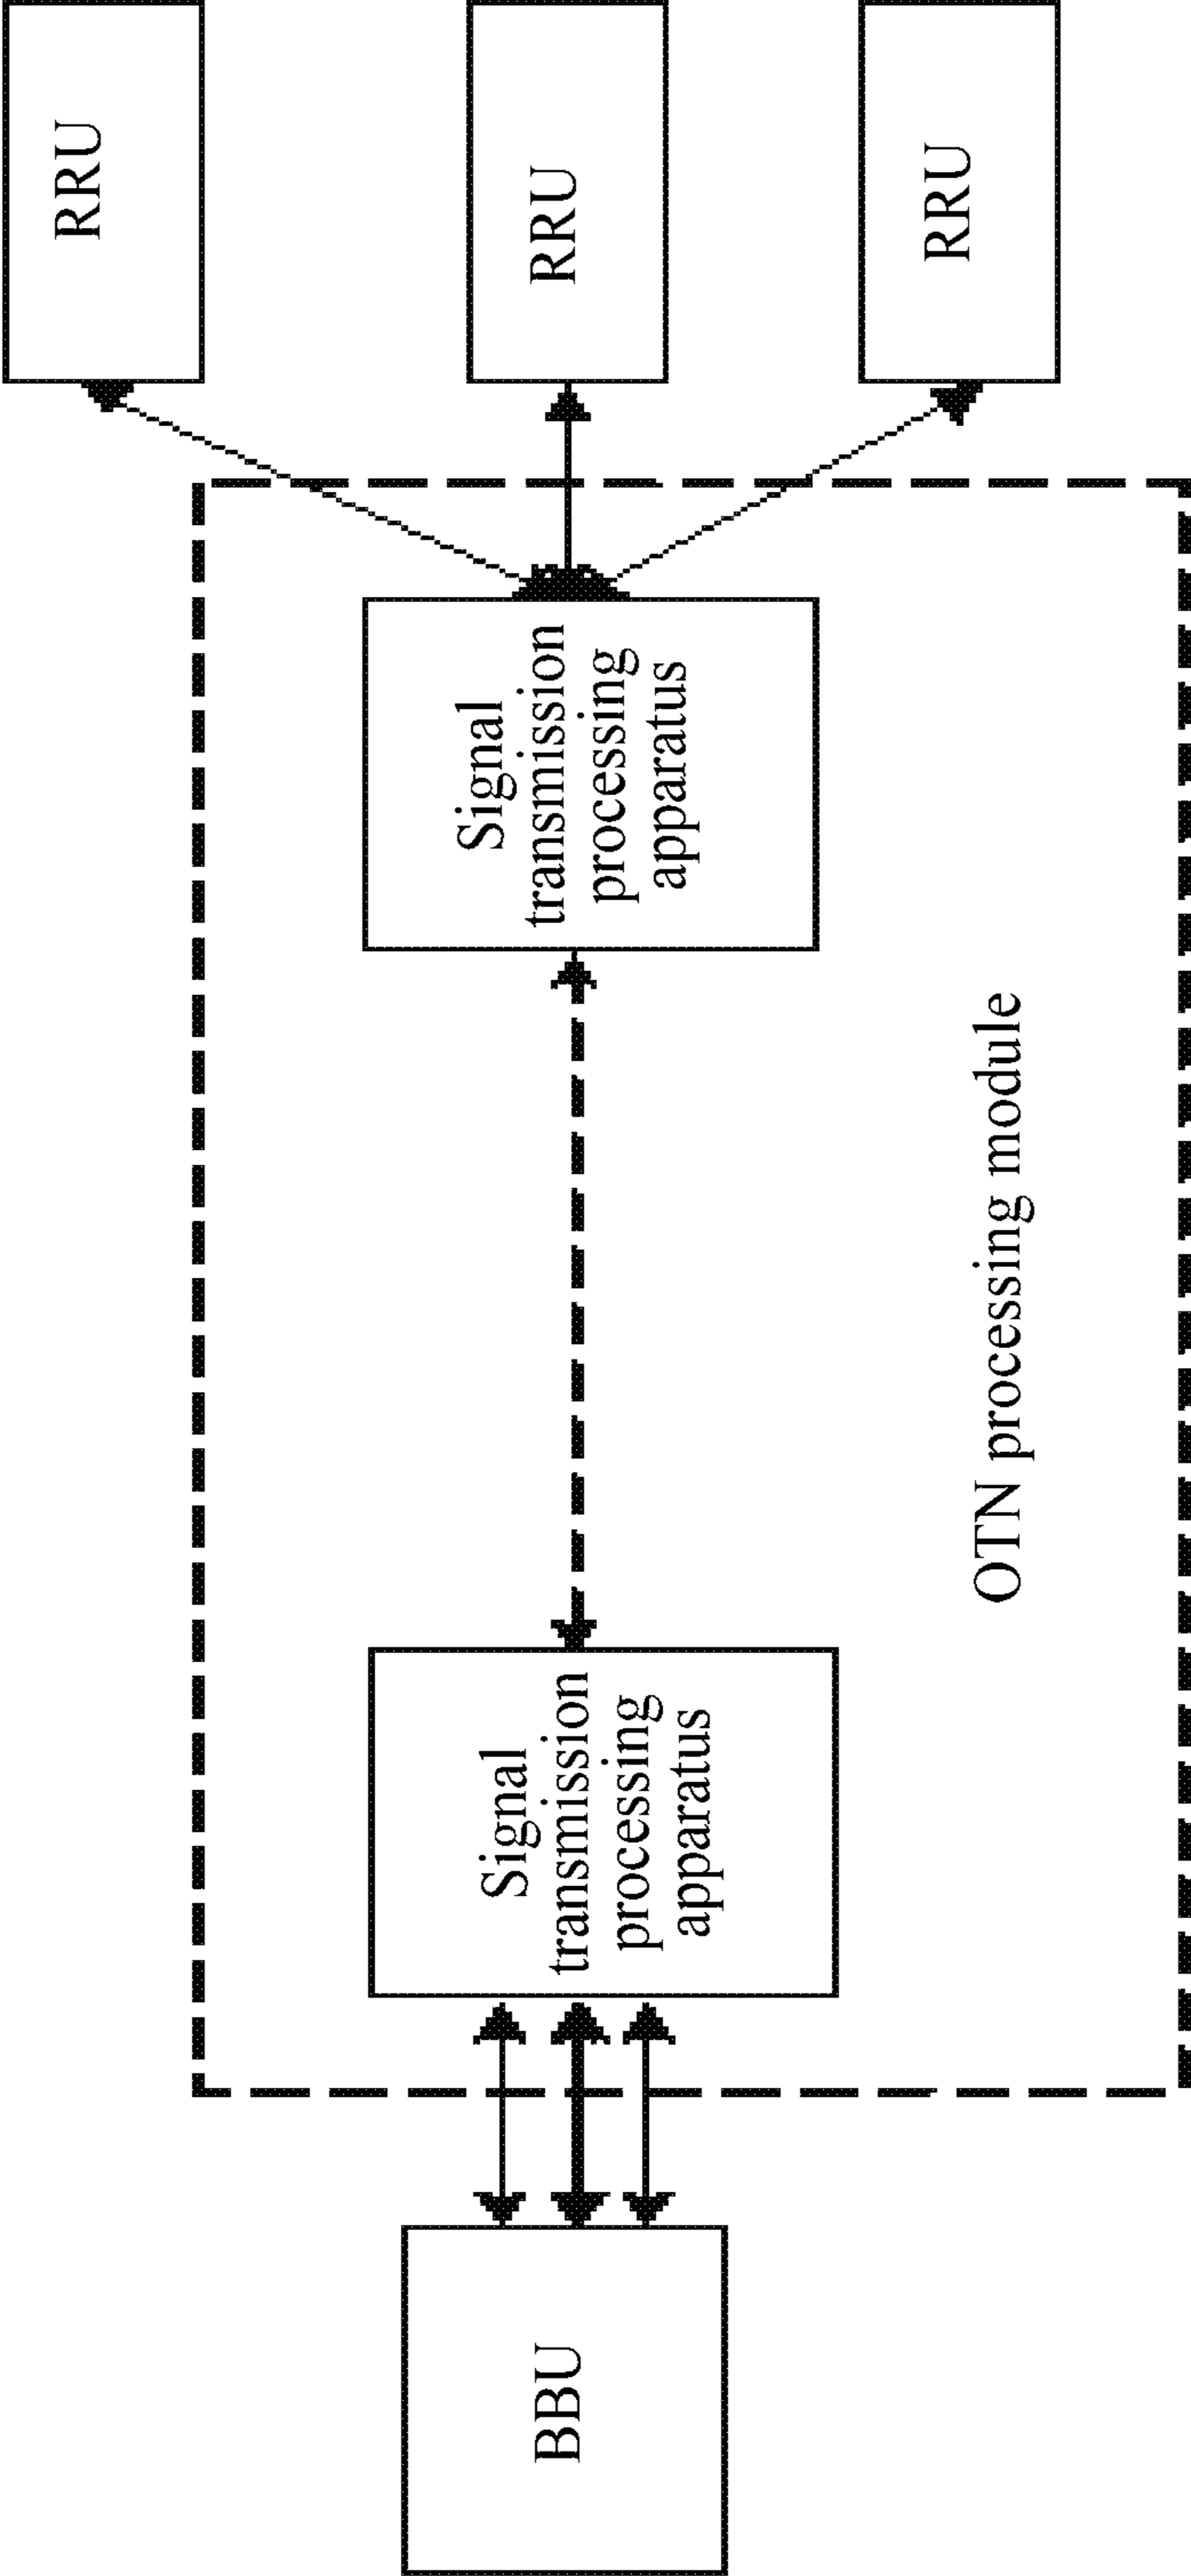 RRU
RRU
RRU
Signal
transmission
processing
apparatus
OTN processing module
Signal
transmission
processing
apparatus
BBU